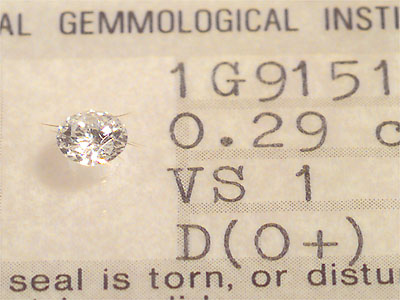 AL GEMMOLOGICAL INSTI
1G9151
0.29 c
VS 1
D(O+)
seal is torn, or distu